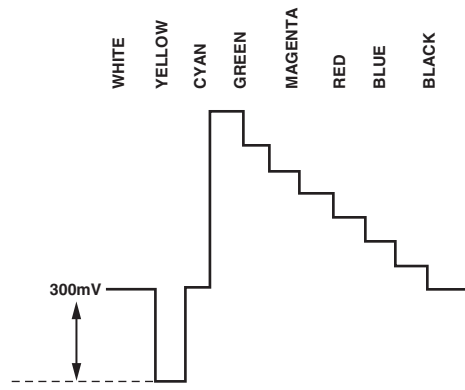 WHITE
YELLOW
CYAN
GREEN
MAGENTA
RED
BLUE
BLACK
300mV